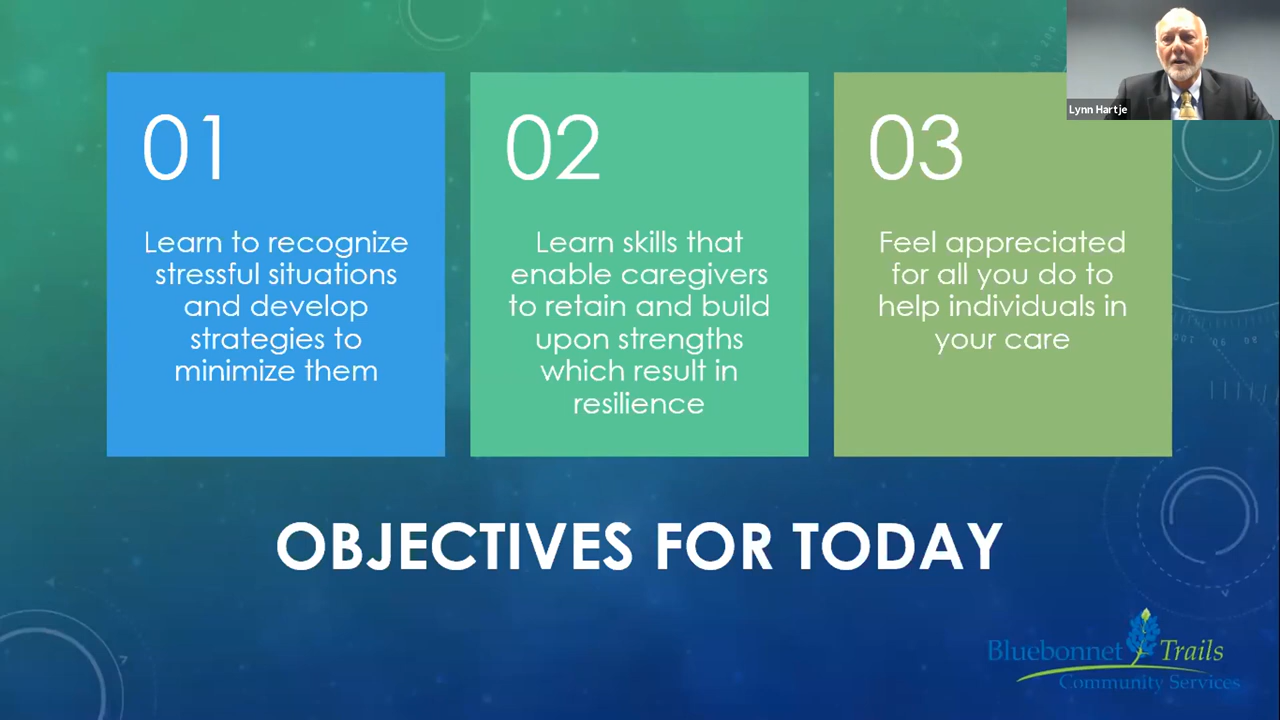 Lynn Hartje
01
Learn to recognize
stressful situations
and develop
strategies to
minimize them
02
Learn skills that
enable caregivers
to retain and build
upon strengths
which result in
resilience
03
Feel appreciated
for all you do to
help individuals in
your care
OBJECTIVES FOR TODAY
Bluebonnet Trails
Community Services